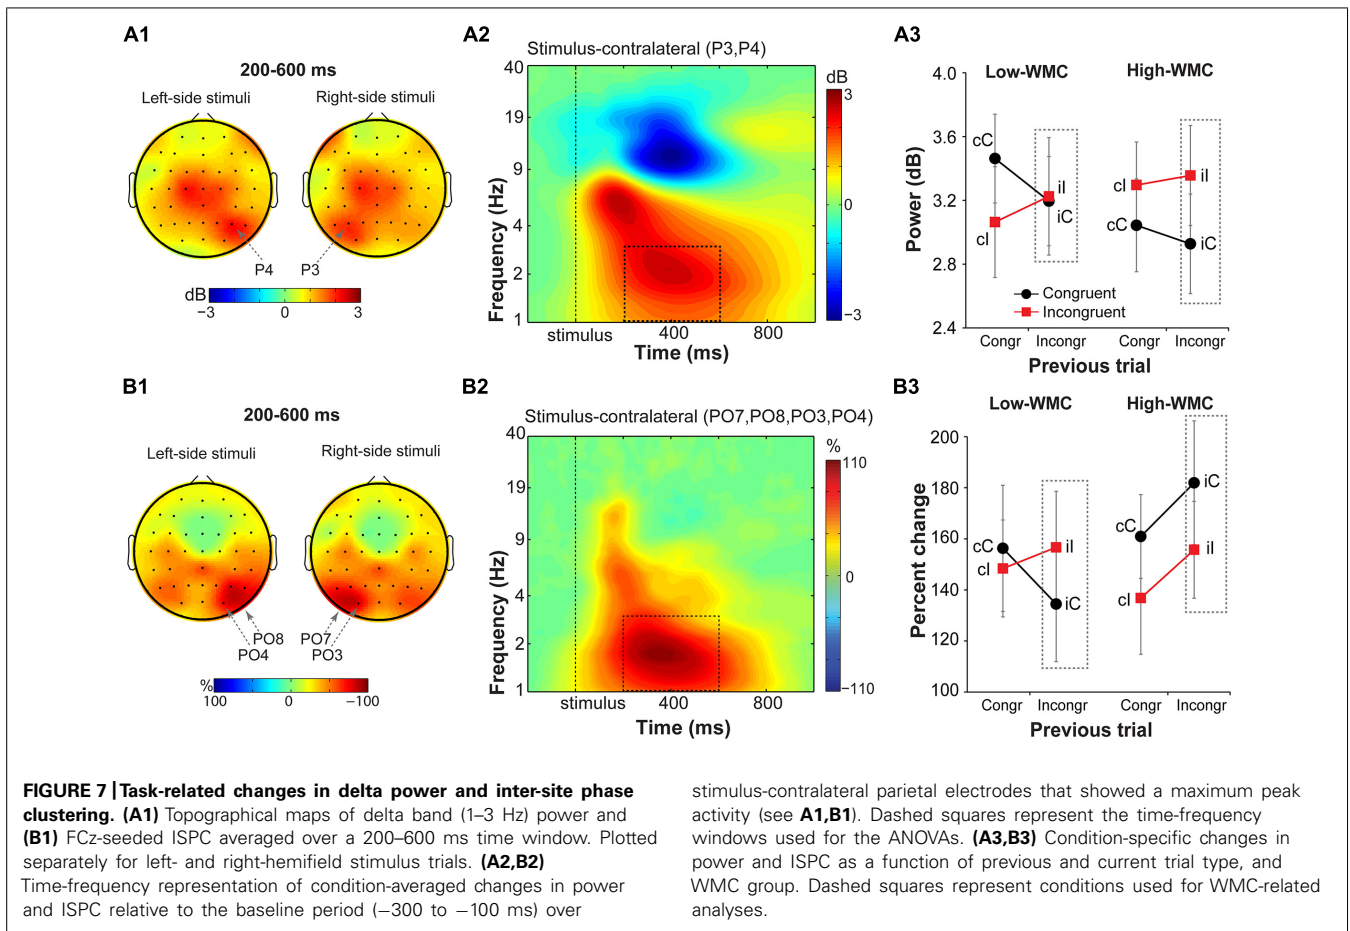 A1
200-600 ms
Left-side stimuli
Right-side stimuli
P4
P3
dB
−3
0
3
A2
Stimulus-contralateral (P3,P4)
40
19
9
4
2
1
Frequency (Hz)
stimulus
400
800
Time (ms)
dB
3
0
−3
A3
Low-WMC
High-WMC
4.0
3.6
3.2
2.8
2.4
Power (dB)
cC
cI
iI
iC
cI
cC
iI
iC
Congruent
Incongruent
Congr
Incongr
Congr
Incongr
Previous trial
B1
200-600 ms
Left-side stimuli
Right-side stimuli
PO8
PO4
PO7
PO3
%
100
0
−100
B2
Stimulus-contralateral (PO7,PO8,PO3,PO4)
40
19
9
4
2
1
Frequency (Hz)
stimulus
400
800
Time (ms)
%
110
0
−110
B3
Low-WMC
High-WMC
200
180
160
140
120
100
Percent change
cC
cI
iI
iC
cC
cI
iC
iI
Congr
Incongr
Congr
Incongr
Previous trial
FIGURE 7 | Task-related changes in delta power and inter-site phase
clustering. (A1) Topographical maps of delta band (1–3 Hz) power and
(B1) FCz-seeded ISPC averaged over a 200–600 ms time window. Plotted
separately for left- and right-hemifield stimulus trials. (A2,B2)
Time-frequency representation of condition-averaged changes in power
and ISPC relative to the baseline period (−300 to −100 ms) over
stimulus-contralateral parietal electrodes that showed a maximum peak
activity (see A1,B1). Dashed squares represent the time-frequency
windows used for the ANOVAs. (A3,B3) Condition-specific changes in
power and ISPC as a function of previous and current trial type, and
WMC group. Dashed squares represent conditions used for WMC-related
analyses.